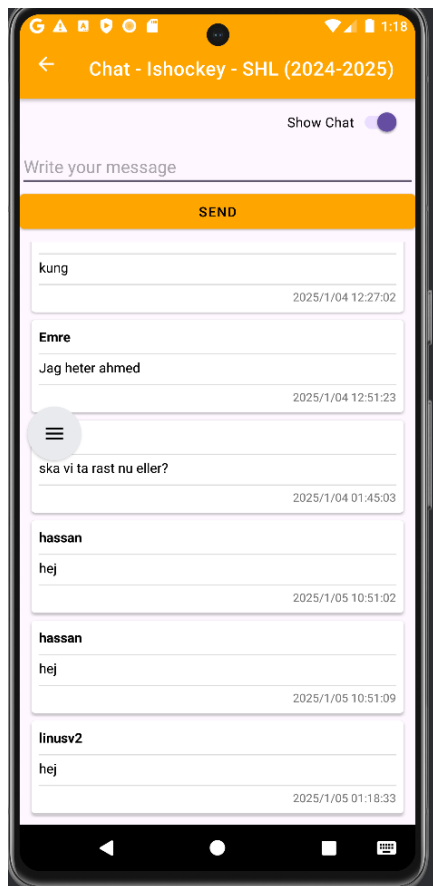 1:18
Chat - Ishockey - SHL (2024-2025)
Show Chat
Write your message
SEND
kung
2025/1/04 12:27:02
Emre
Jag heter ahmed
2025/1/04 12:51:23
ska vi ta rast nu eller?
2025/1/04 01:45:03
hassan
hej
2025/1/05 10:51:02
hassan
hej
2025/1/05 10:51:09
linusv2
hej
2025/1/05 01:18:33